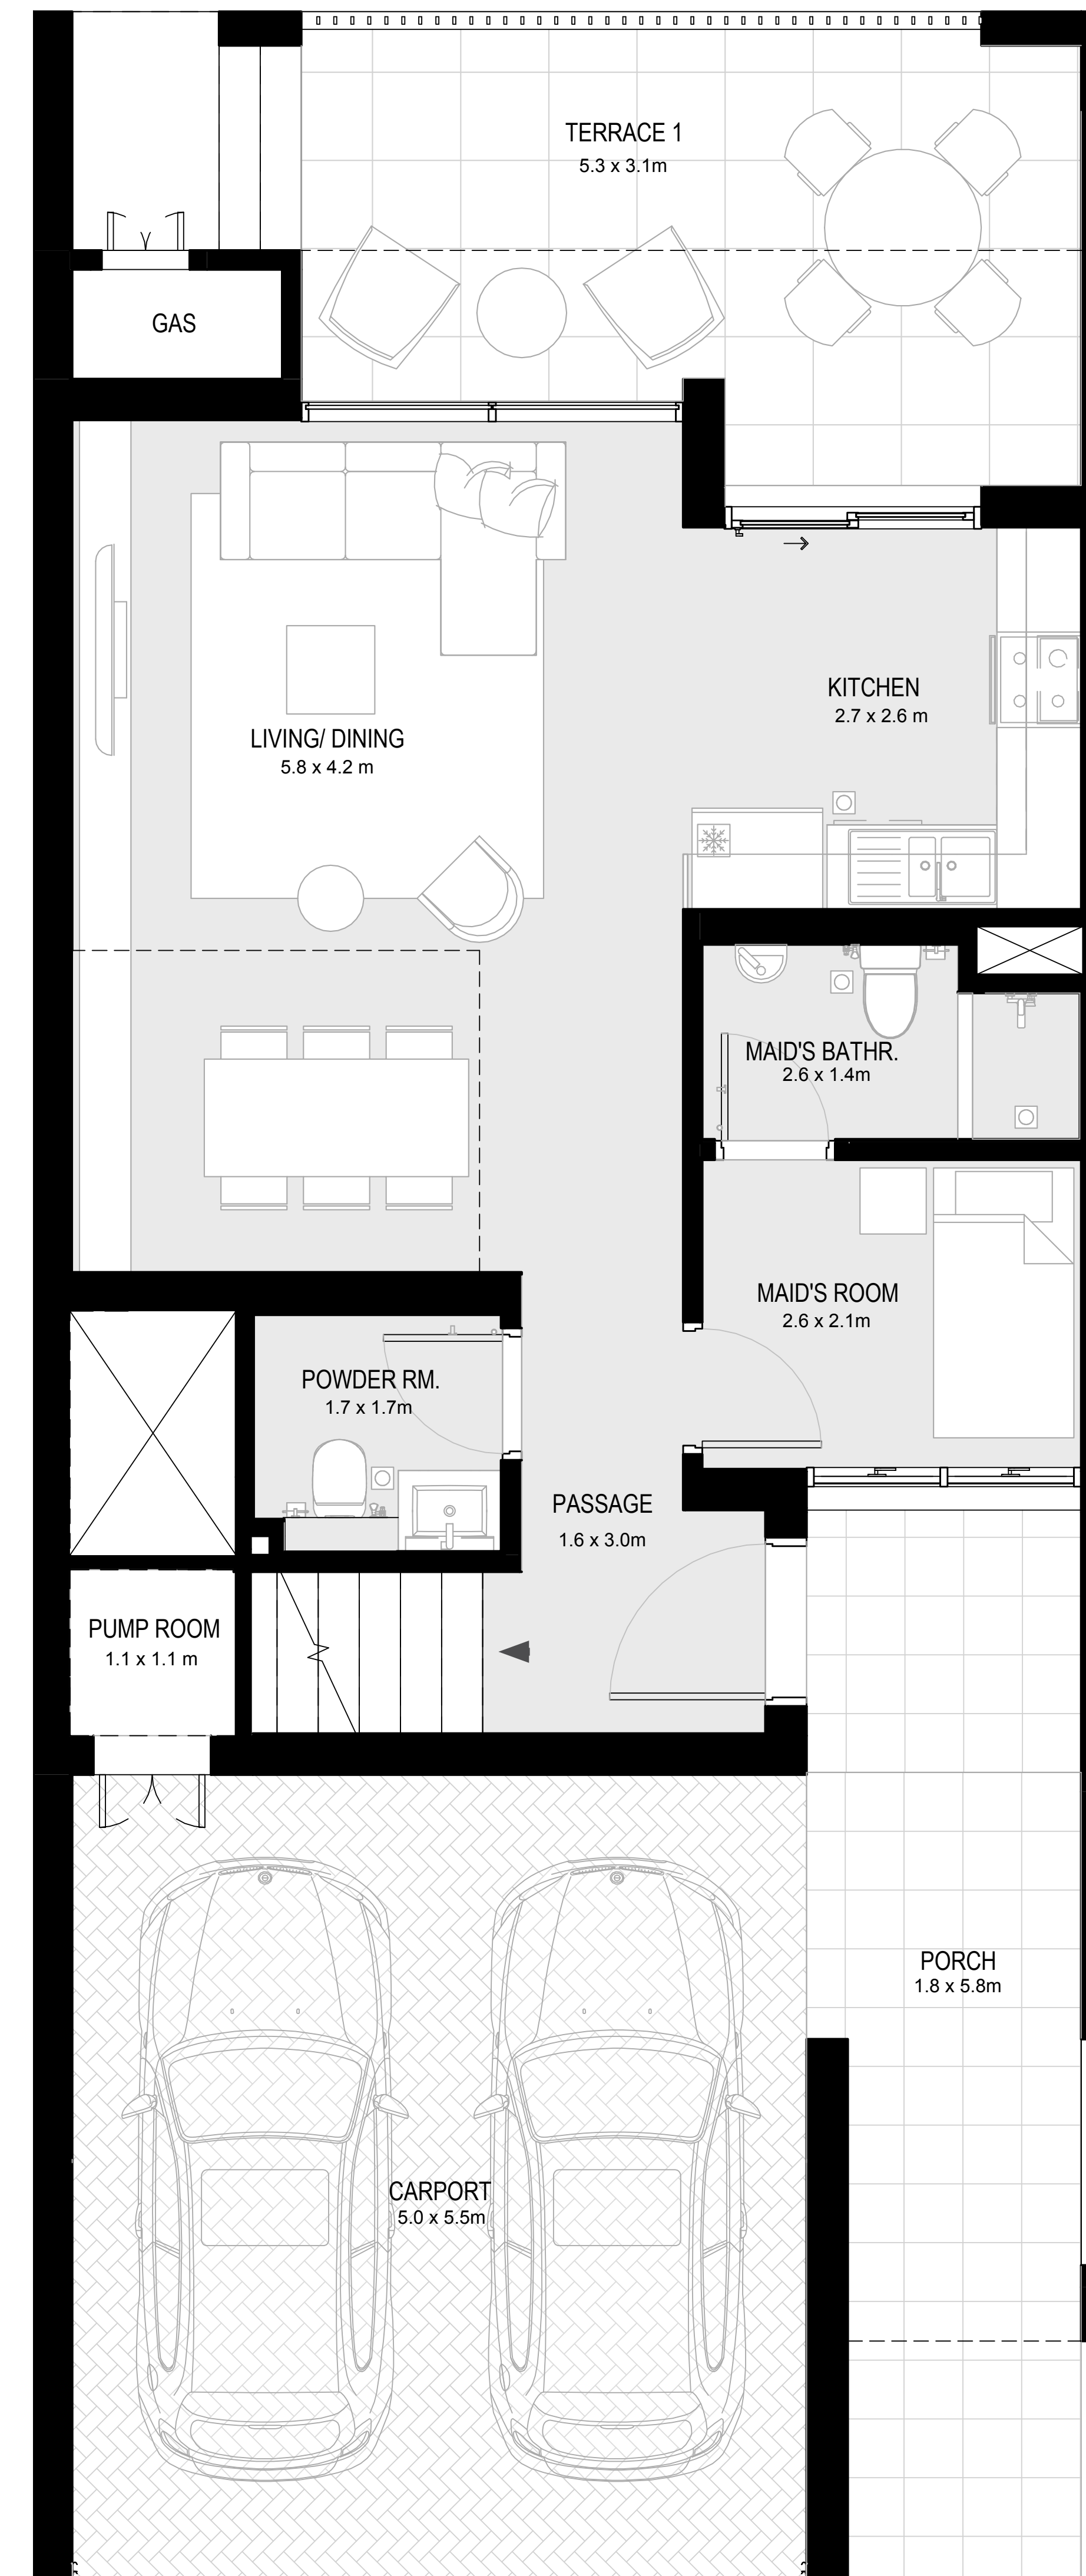 TERRACE 1
5.3 x 3.1m
GAS
KITCHEN
2.7 x 2.6 m
LIVING/ DINING
5.8 x 4.2 m
MAID'S BATHR.
2.6 x 1.4m
MAID'S ROOM
2.6 x 2.1m
POWDER RM.
1.7 x 1.7m
PASSAGE
1.6 x 3.0m
PUMP ROOM
1.1 x 1.1 m
PORCH
1.8 x 5.8m
CARPORT
5.0 x 5.5m